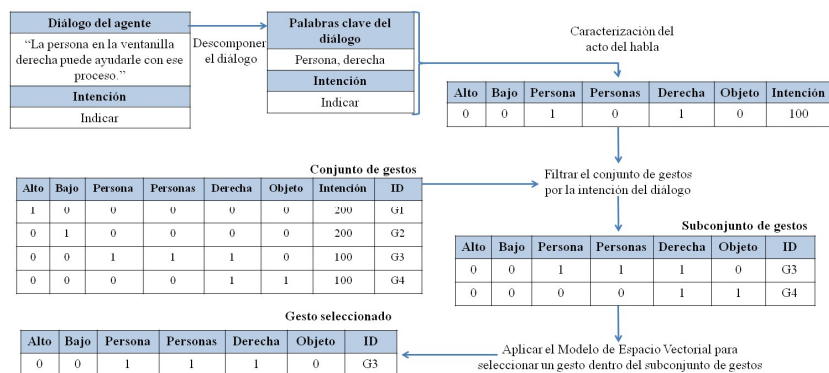 Diálogo del agente
“La persona en la ventanilla
derecha puede ayudarle con ese
proceso.”
Intención
Indicar
Descomponer
el diálogo
Palabras clave del
diálogo
Persona, derecha
Intención
Indicar
Caracterización del
acto del habla
Alto Bajo Persona Personas Derecha Objeto Intención
0 0 1 0 1 0 100
Filtrar el conjunto de gestos
por la intención del diálogo
Conjunto de gestos
Alto Bajo Persona Personas Derecha Objeto Intención ID
1 0 0 0 0 0 200 G1
0 1 0 0 0 0 200 G2
0 0 1 1 1 0 100 G3
0 0 0 0 1 1 100 G4
Subconjunto de gestos
Alto Bajo Persona Personas Derecha Objeto ID
0 0 1 1 1 0 G3
0 0 0 0 1 1 G4
Aplicar el Modelo de Espacio Vectorial para
seleccionar un gesto dentro del subconjunto de gestos
Gesto seleccionado
Alto Bajo Persona Personas Derecha Objeto ID
0 0 1 1 1 0 G3